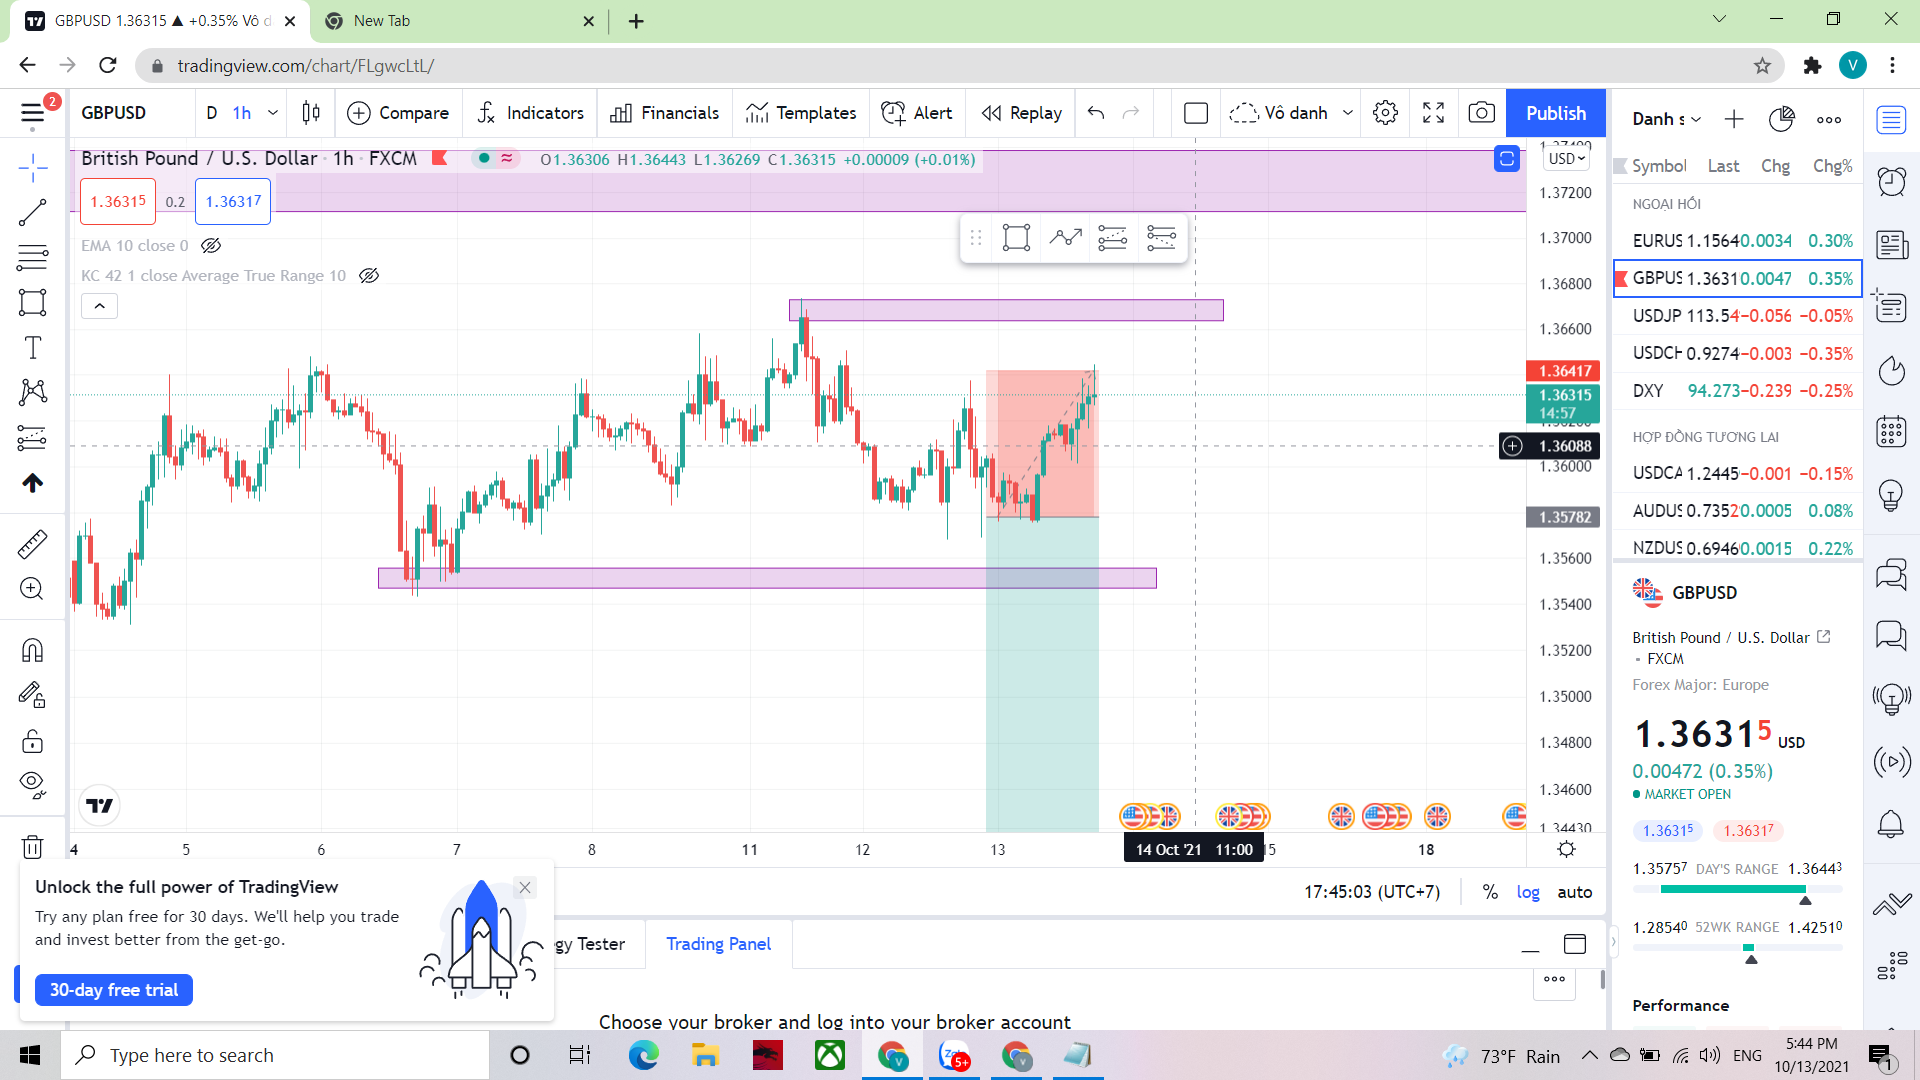 GBPUSD 1.36315 ▲ +0.35% Vô d
New Tab
tradingview.com/chart/FLgwcLtL/
V
2
GBPUSD
D 1h
Compare
Indicators
Financials
Templates
Alert
Replay
Vô danh
Publish
British Pound / U.S. Dollar · 1h · FXCM
O1.36306 H1.36443 L1.36269 C1.36315 +0.00009 (+0.01%)
1.36315 0.2 1.36317
EMA 10 close 0
KC 42 1 close Average True Range 10
USD
1.37200
1.37000
1.36800
1.36600
1.36417
1.36315
14:57
1.36088
1.36000
1.35782
1.35600
1.35400
1.35200
1.35000
1.34800
1.34600
1.34430
4 5 6 7 8 11 12 13 14 Oct '21 11:00 15 18
17:45:03 (UTC+7) % log auto
Unlock the full power of TradingView
Try any plan free for 30 days. We'll help you trade
and invest better from the get-go.
30-day free trial
egy Tester
Trading Panel
Choose your broker and log into your broker account
Danh s
Symbol Last Chg Chg%
NGOẠI HỐI
EURUS 1.1564 0.0034 0.30%
GBPUS 1.3631 0.0047 0.35%
USDJP 113.54 −0.056 −0.05%
USDCH 0.9274 −0.003 −0.35%
DXY 94.273 −0.239 −0.25%
HỢP ĐỒNG TƯƠNG LAI
USDCA 1.2445 −0.001 −0.15%
AUDUS 0.7352 0.0005 0.08%
NZDUS 0.6946 0.0015 0.22%
GBPUSD
British Pound / U.S. Dollar
FXCM
Forex Major: Europe
1.36315 USD
0.00472 (0.35%)
MARKET OPEN
1.36315 1.36317
1.35757 DAY'S RANGE 1.36443
1.28540 52WK RANGE 1.42510
Performance
Type here to search
5+
V
73°F Rain
ENG
5:44 PM
10/13/2021
1